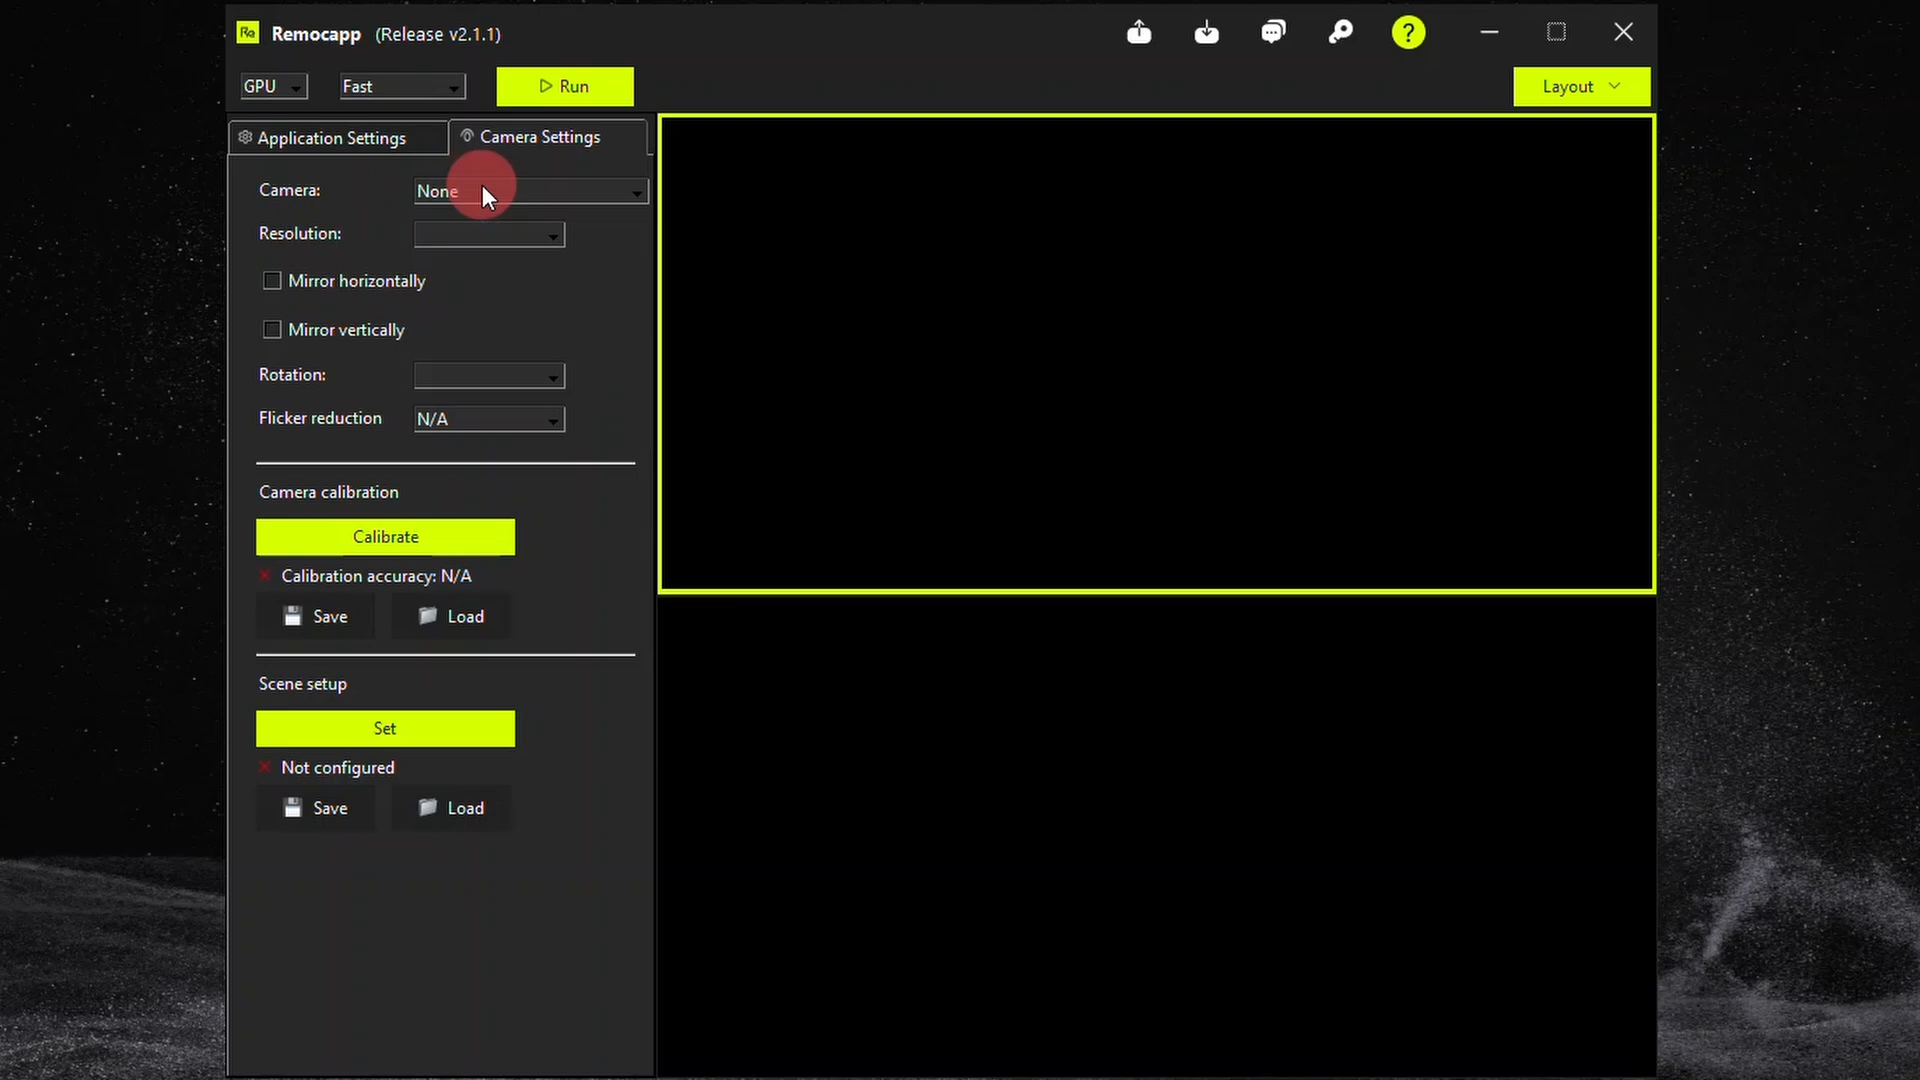 Re Remocapp (Release v2.1.1) ?
GPU Fast Run Layout
Application Settings Camera Settings
Camera: None
Resolution:
Mirror horizontally
Mirror vertically
Rotation:
Flicker reduction N/A
Camera calibration
Calibrate
Calibration accuracy: N/A
Save Load
Scene setup
Set
Not configured
Save Load